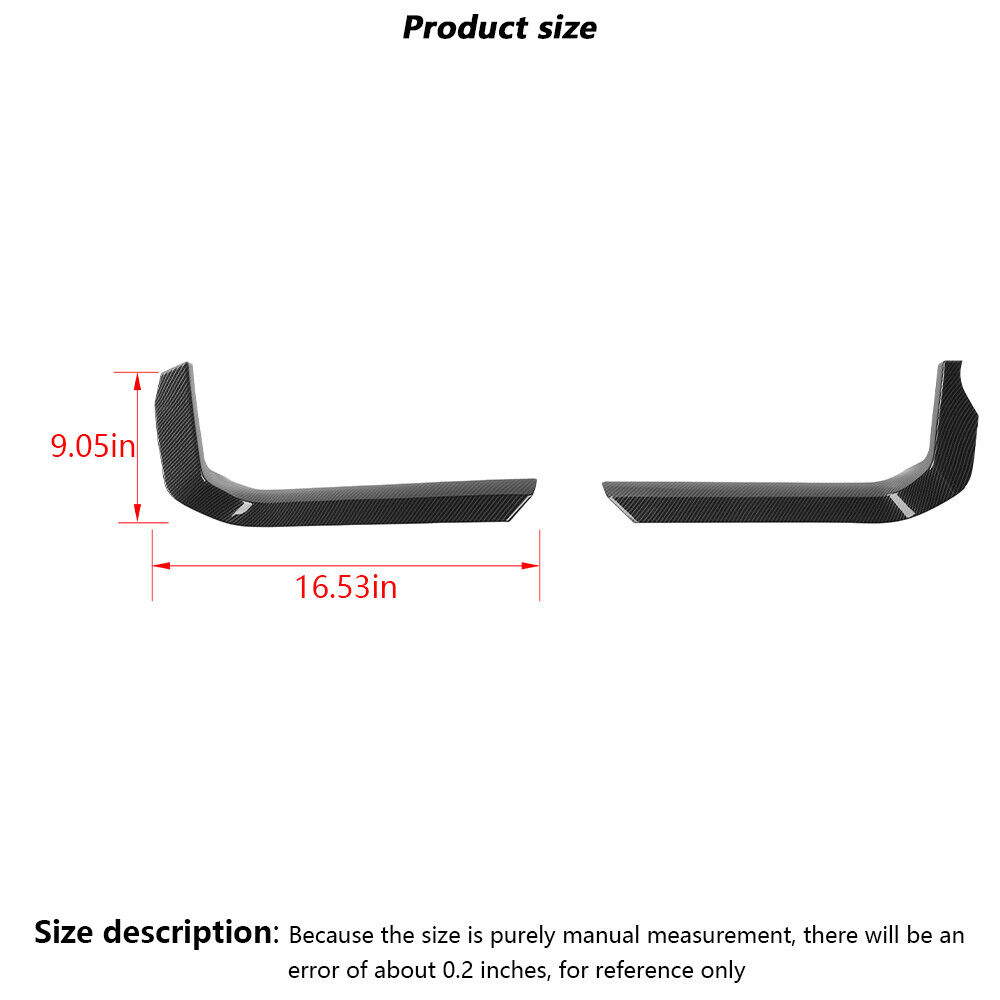 Product size
9.05in
16.53in
Size description: Because the size is purely manual measurement, there will be an
error of about 0.2 inches, for reference only